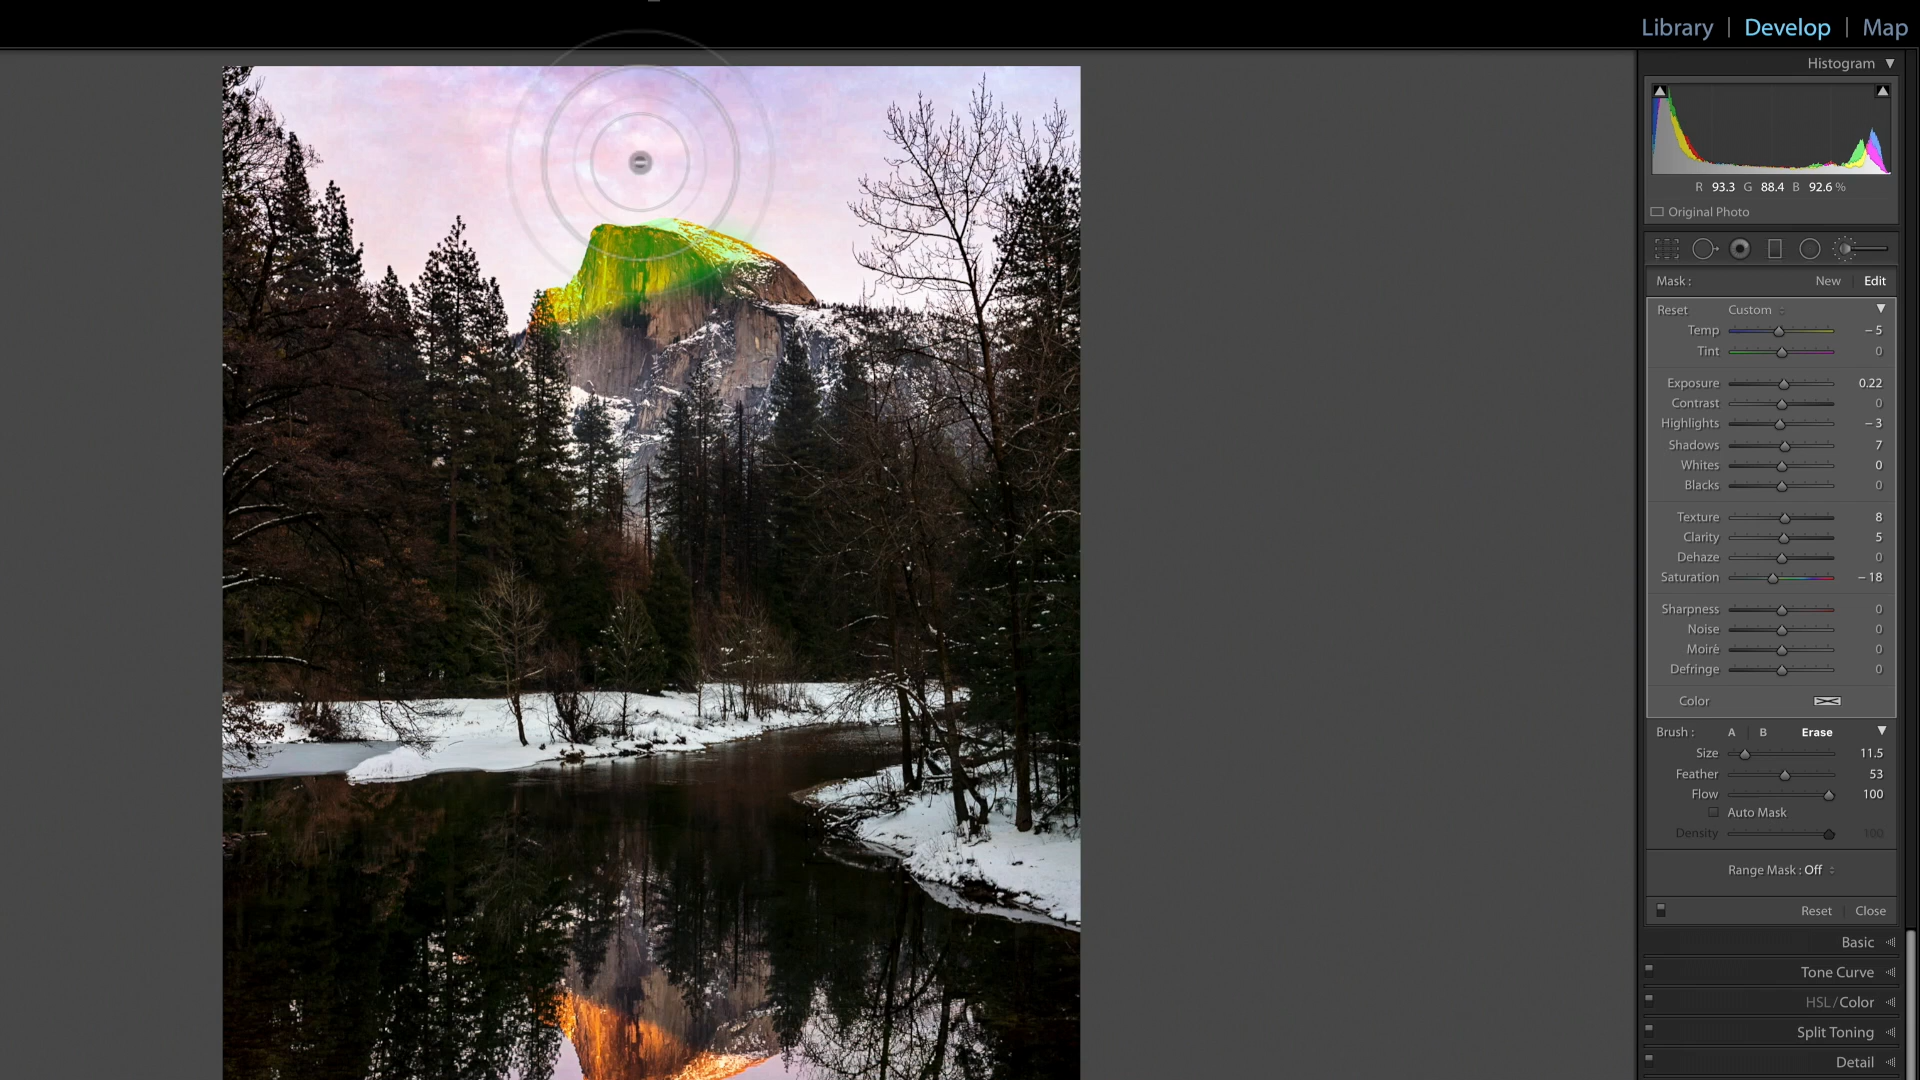 Library | Develop | Map
Histogram
R 93.3 G 88.4 B 92.6 %
Original Photo
Mask : New Edit
Reset Custom
Temp − 5
Tint 0
Exposure 0.22
Contrast 0
Highlights − 3
Shadows 7
Whites 0
Blacks 0
Texture 8
Clarity 5
Dehaze 0
Saturation − 18
Sharpness 0
Noise 0
Moiré 0
Defringe 0
Color
Brush : A B Erase
Size 11.5
Feather 53
Flow 100
Auto Mask
Density 100
Range Mask : Off
Reset Close
Basic
Tone Curve
HSL / Color
Split Toning
Detail